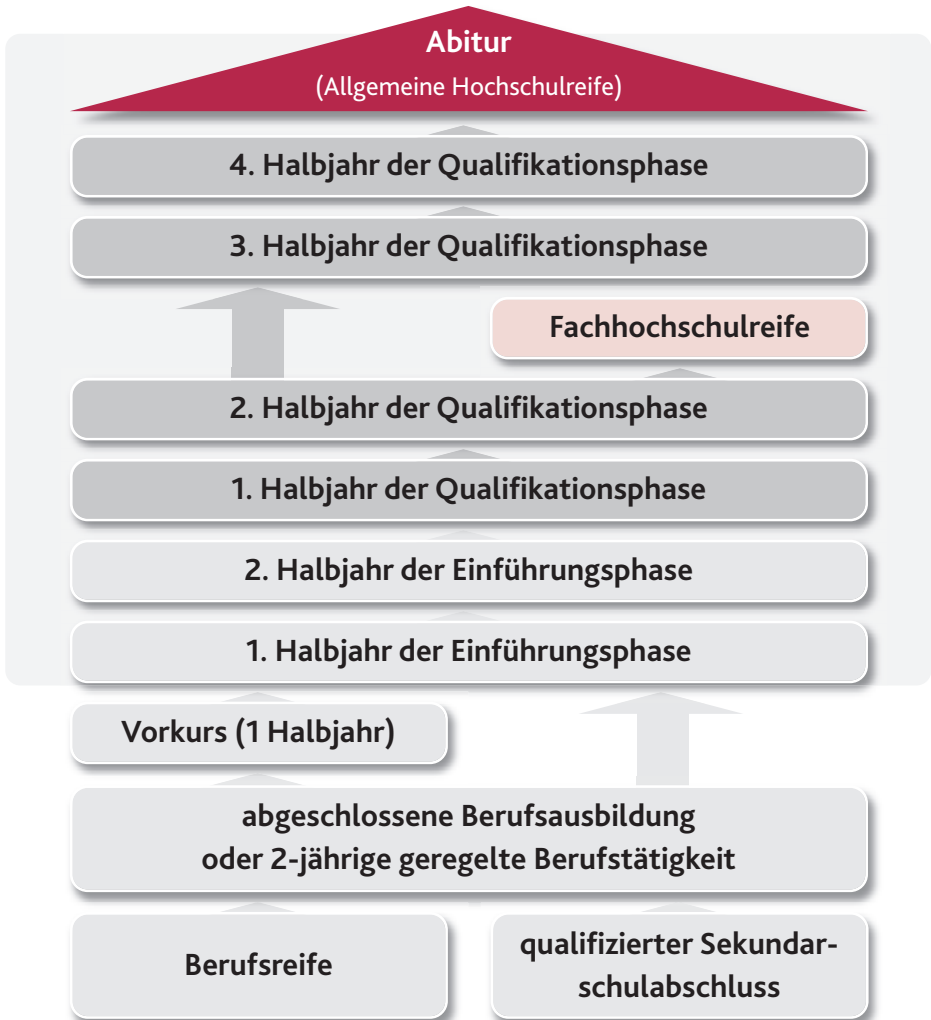 Abitur
(Allgemeine Hochschulreife)
4. Halbjahr der Qualifikationsphase
3. Halbjahr der Qualifikationsphase
Fachhochschulreife
2. Halbjahr der Qualifikationsphase
1. Halbjahr der Qualifikationsphase
2. Halbjahr der Einführungsphase
1. Halbjahr der Einführungsphase
Vorkurs (1 Halbjahr)
abgeschlossene Berufsausbildung
oder 2-jährige geregelte Berufstätigkeit
Berufsreife
qualifizierter Sekundar-
schulabschluss